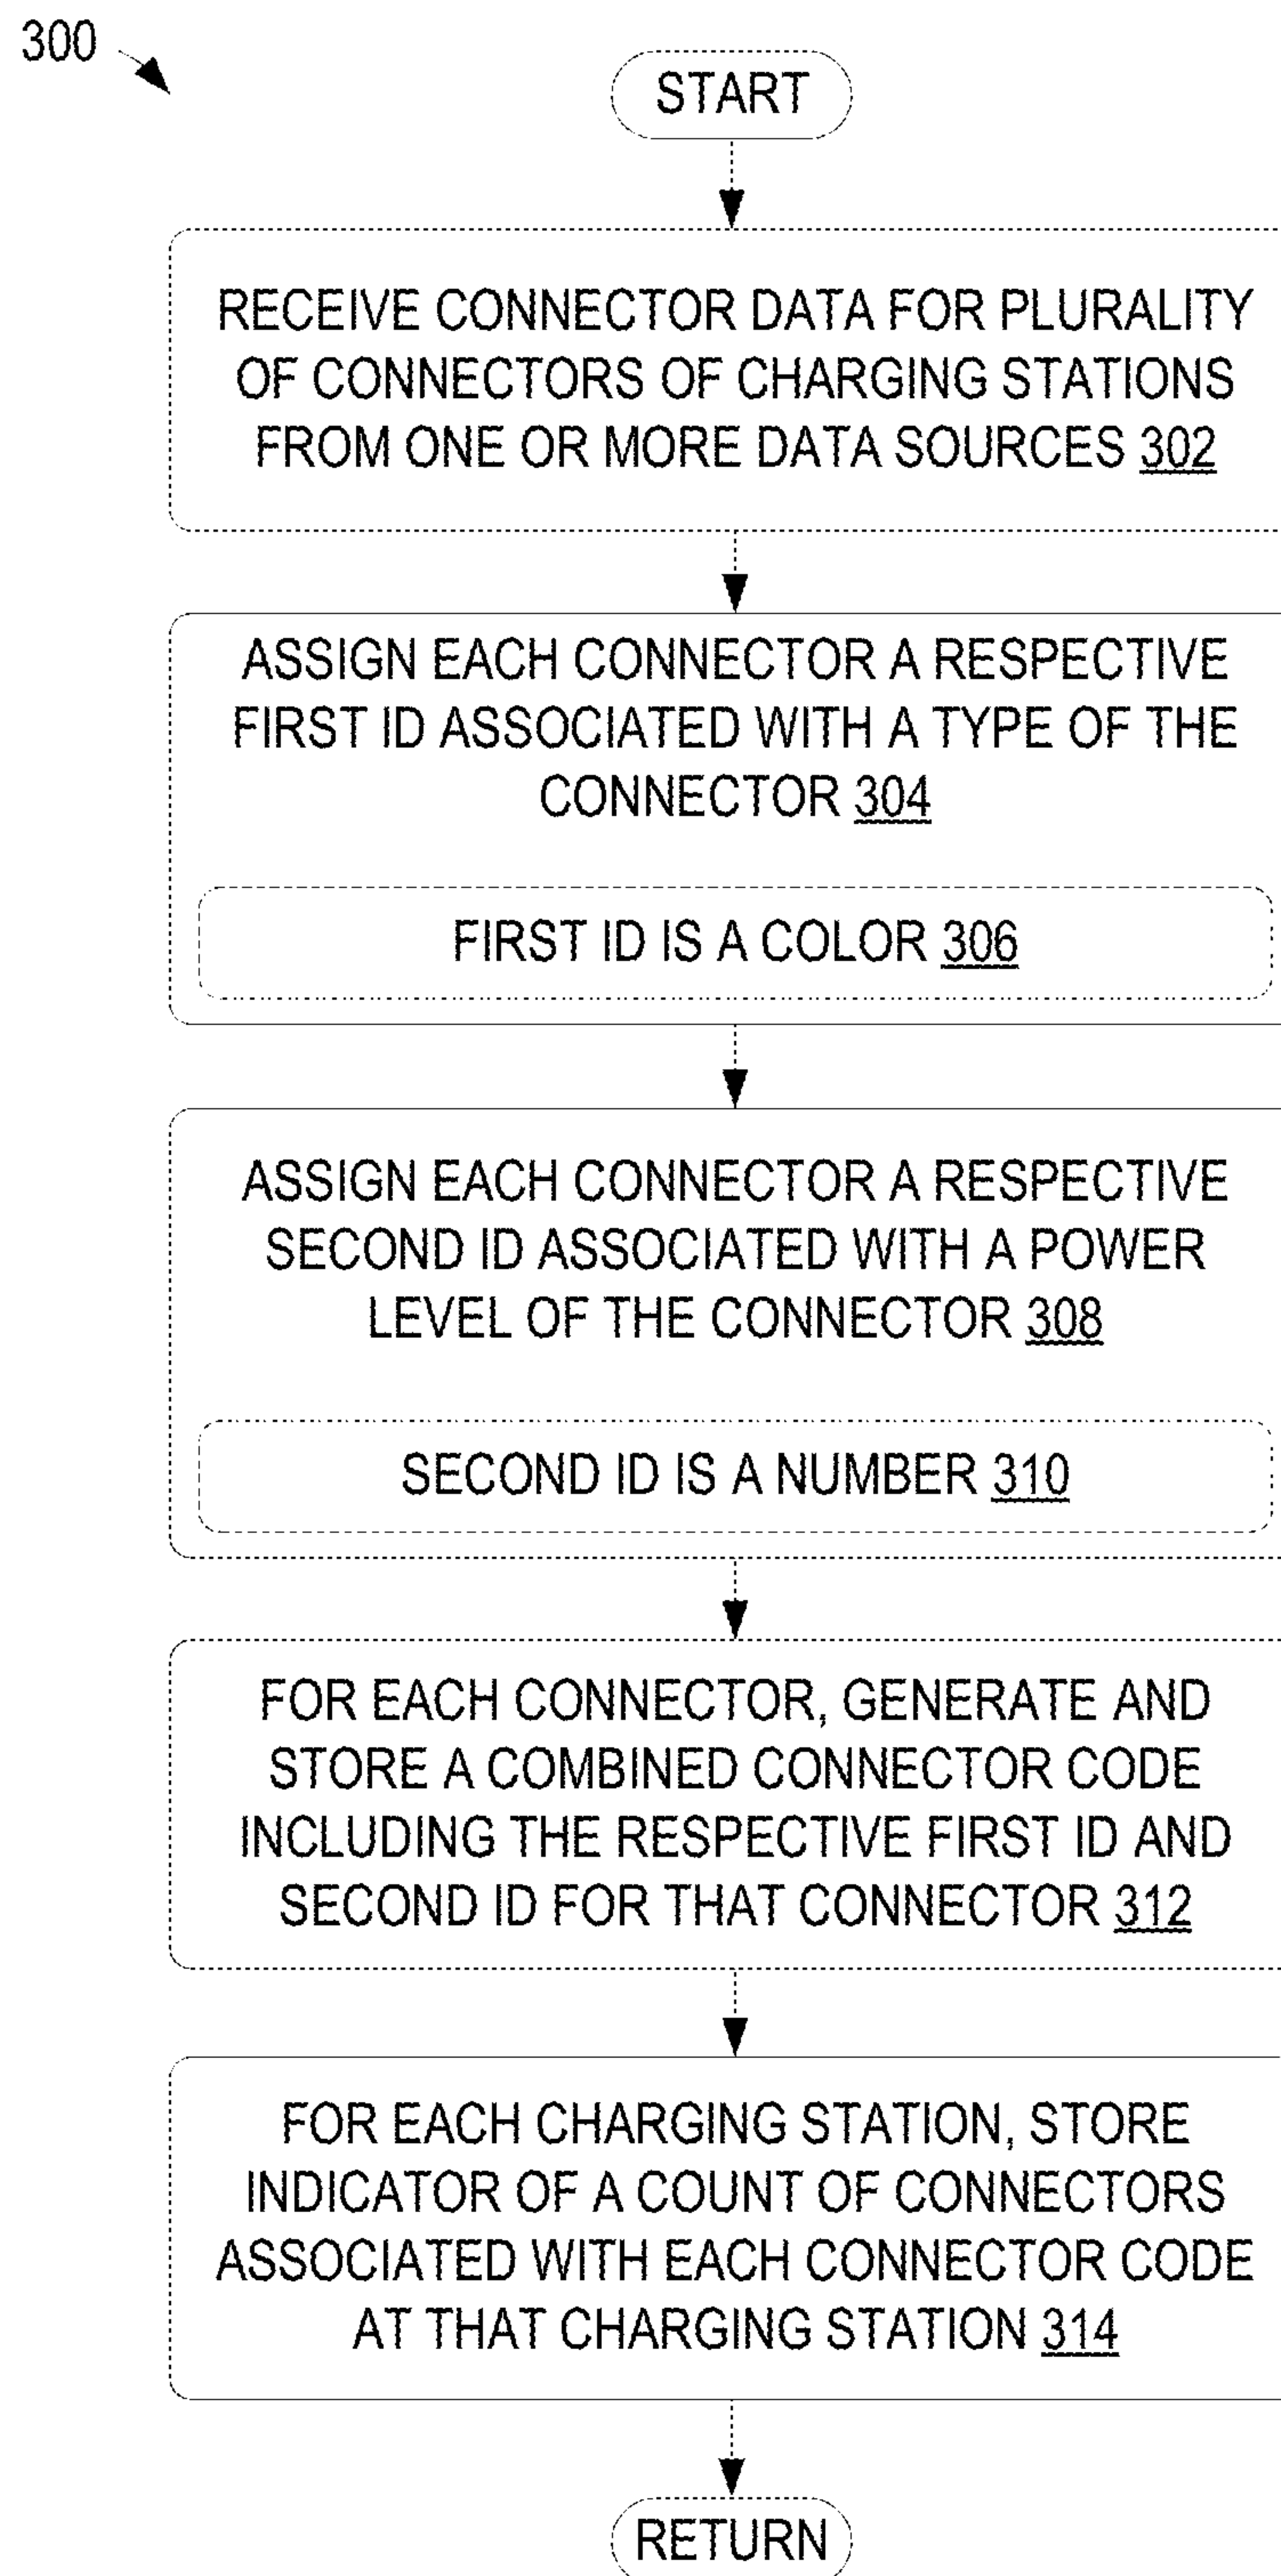 300
START
RECEIVE CONNECTOR DATA FOR PLURALITY
OF CONNECTORS OF CHARGING STATIONS
FROM ONE OR MORE DATA SOURCES 302
ASSIGN EACH CONNECTOR A RESPECTIVE
FIRST ID ASSOCIATED WITH A TYPE OF THE
CONNECTOR 304
FIRST ID IS A COLOR 306
ASSIGN EACH CONNECTOR A RESPECTIVE
SECOND ID ASSOCIATED WITH A POWER
LEVEL OF THE CONNECTOR 308
SECOND ID IS A NUMBER 310
FOR EACH CONNECTOR, GENERATE AND
STORE A COMBINED CONNECTOR CODE
INCLUDING THE RESPECTIVE FIRST ID AND
SECOND ID FOR THAT CONNECTOR 312
FOR EACH CHARGING STATION, STORE
INDICATOR OF A COUNT OF CONNECTORS
ASSOCIATED WITH EACH CONNECTOR CODE
AT THAT CHARGING STATION 314
RETURN